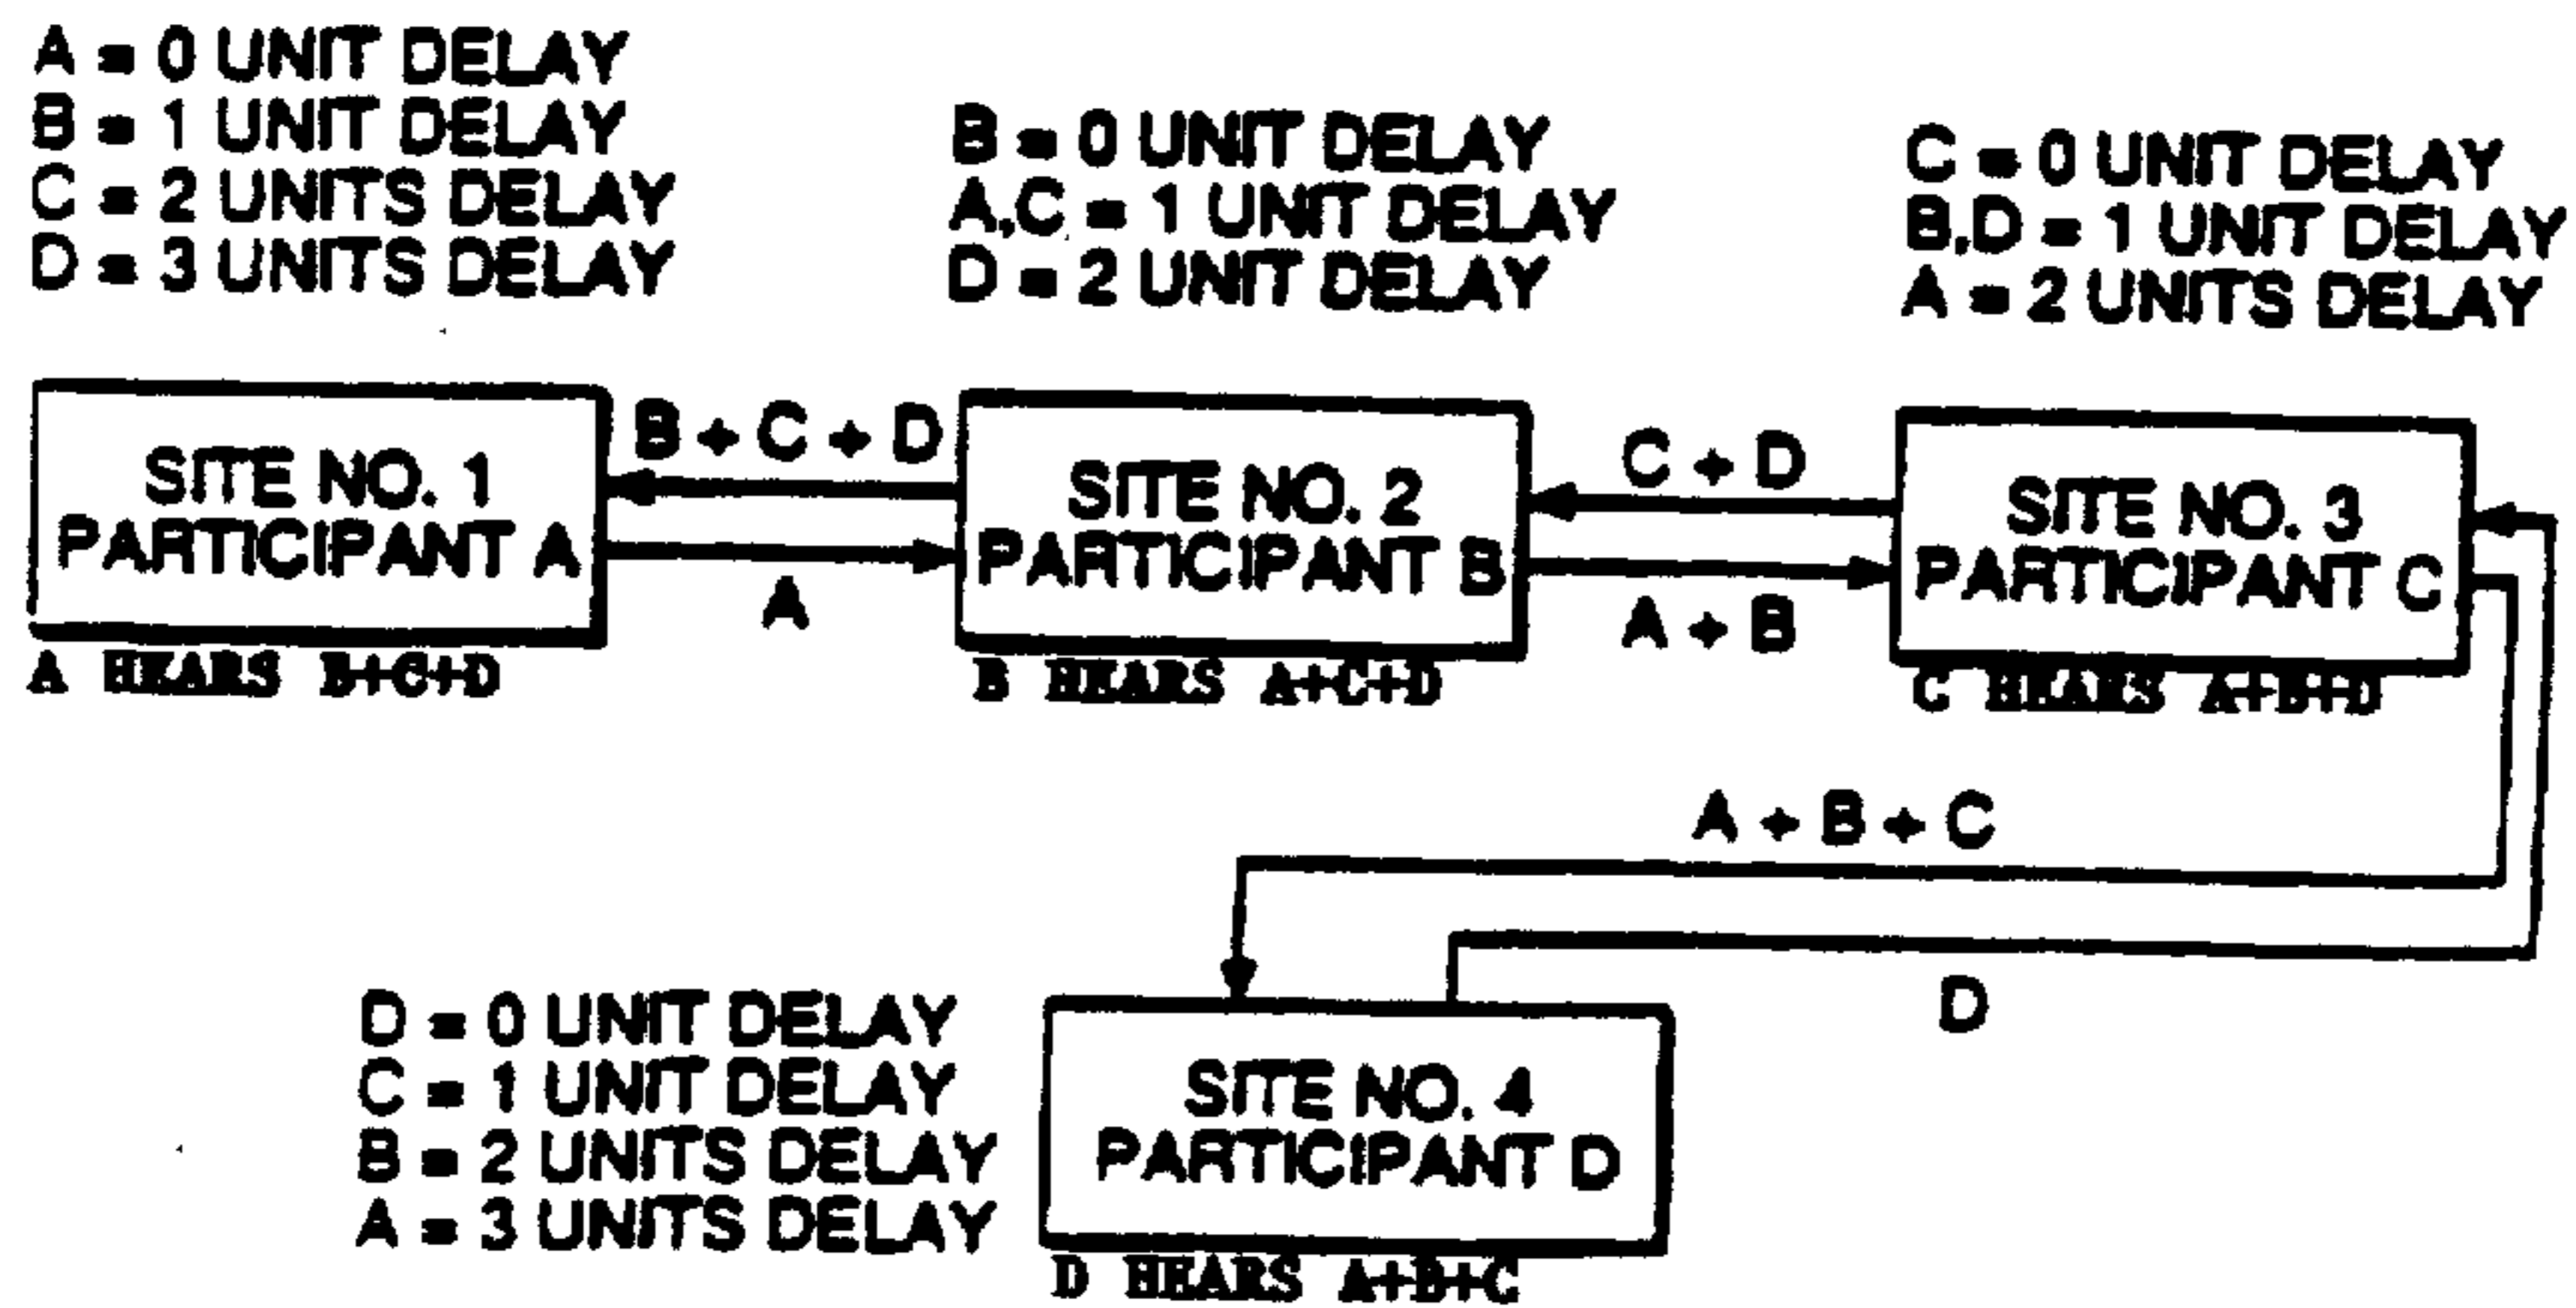 A = 0 UNIT DELAY
B = 1 UNIT DELAY
C = 2 UNITS DELAY
D = 3 UNITS DELAY
B = 0 UNIT DELAY
A,C = 1 UNIT DELAY
D = 2 UNIT DELAY
C = 0 UNIT DELAY
B,D = 1 UNIT DELAY
A = 2 UNITS DELAY
SITE NO. 1
PARTICIPANT A
B + C + D
A
SITE NO. 2
PARTICIPANT B
C + D
A + B
SITE NO. 3
PARTICIPANT C
A HEARS B+C+D
B HEARS A+C+D
C HEARS A+B+D
A + B + C
D
D = 0 UNIT DELAY
C = 1 UNIT DELAY
B = 2 UNITS DELAY
A = 3 UNITS DELAY
SITE NO. 4
PARTICIPANT D
D HEARS A+B+C